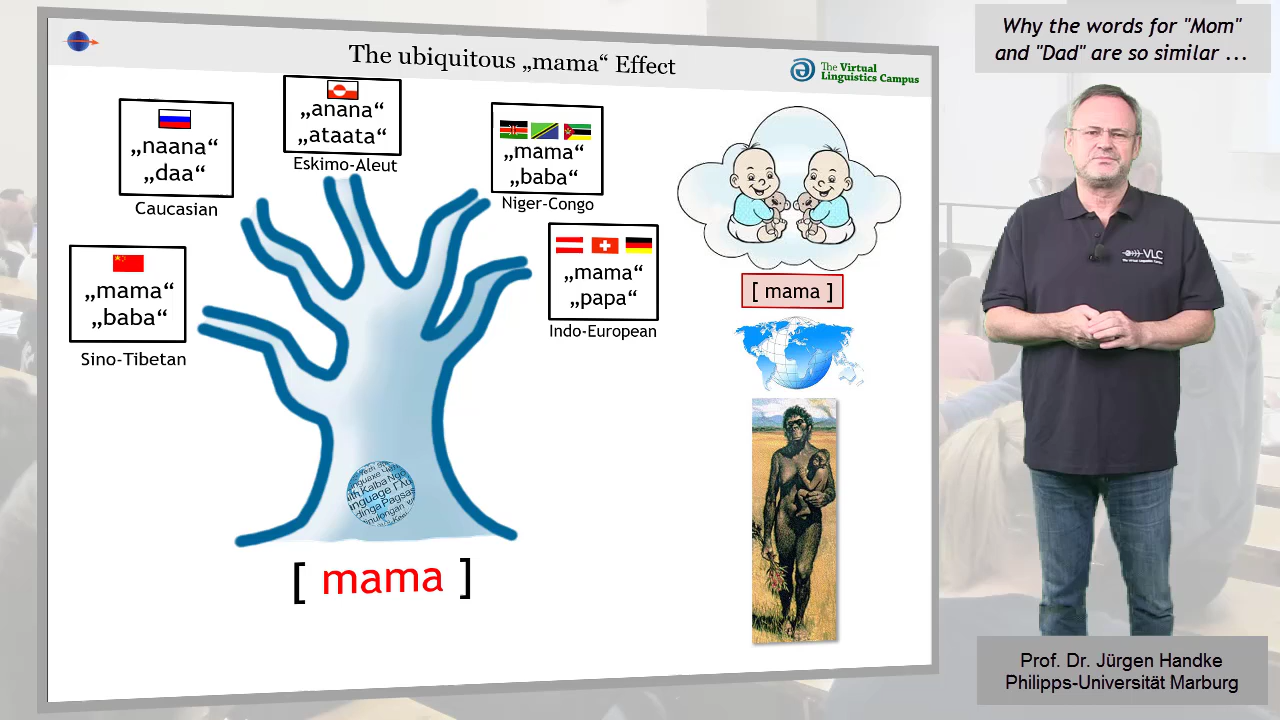 Why the words for "Mom"
and "Dad" are so similar ...
The ubiquitous „mama“ Effect
The Virtual
Linguistics Campus
„anana“
„ataata“
Eskimo-Aleut
„naana“
„daa“
Caucasian
„mama“
„baba“
Niger-Congo
„mama“
„baba“
Sino-Tibetan
„mama“
„papa“
Indo-European
[ mama ]
[ mama ]
VLC
Prof. Dr. Jürgen Handke
Philipps-Universität Marburg